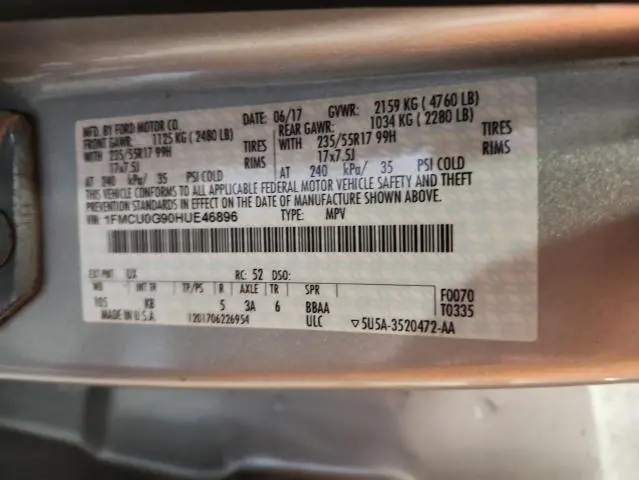 MFD. BY FORD MOTOR CO. DATE: 06/17 GVWR: 2159 KG ( 4760 LB)
FRONT GAWR: 1125 KG ( 2480 LB) REAR GAWR: 1034 KG ( 2280 LB)
WITH 235/55R17 99H TIRES WITH 235/55R17 99H TIRES
17x7.5J RIMS 17x7.5J RIMS
AT 240 kPa/ 35 PSI COLD AT 240 kPa/ 35 PSI COLD
THIS VEHICLE CONFORMS TO ALL APPLICABLE FEDERAL MOTOR VEHICLE SAFETY AND THEFT
PREVENTION STANDARDS IN EFFECT ON THE DATE OF MANUFACTURE SHOWN ABOVE.
VIN: 1FMCU0G90HUE46896 TYPE: MPV
EXT PNT: UX RC: 52 DSO:
WB INT TR TP/PS R AXLE TR SPR F0070
105 KB 5 3A 6 BBAA T0335
MADE IN U.S.A. 1201706226954 ULC ▽5U5A-3520472-AA